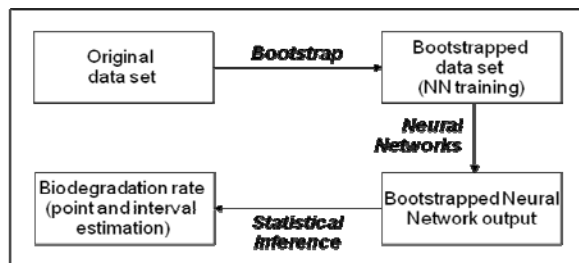 Original
data set
Bootstrap
Bootstrapped
data set
(NN training)
Neural
Networks
Bootstrapped Neural
Network output
Statistical
Inference
Biodegradation rate
(point and interval
estimation)